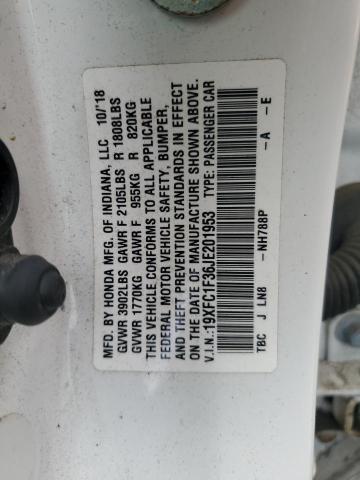 MFD. BY HONDA MFG. OF INDIANA, LLC 10/'18
GVWR 3902LBS GAWR F 2105LBS R 1808LBS
GVWR 1770KG GAWR F 955KG R 820KG
THIS VEHICLE CONFORMS TO ALL APPLICABLE
FEDERAL MOTOR VEHICLE SAFETY, BUMPER,
AND THEFT PREVENTION STANDARDS IN EFFECT
ON THE DATE OF MANUFACTURE SHOWN ABOVE.
V.I.N.:19XFC1F36JE201953 TYPE: PASSENGER CAR
TBC J LN8 -NH788P -A -E